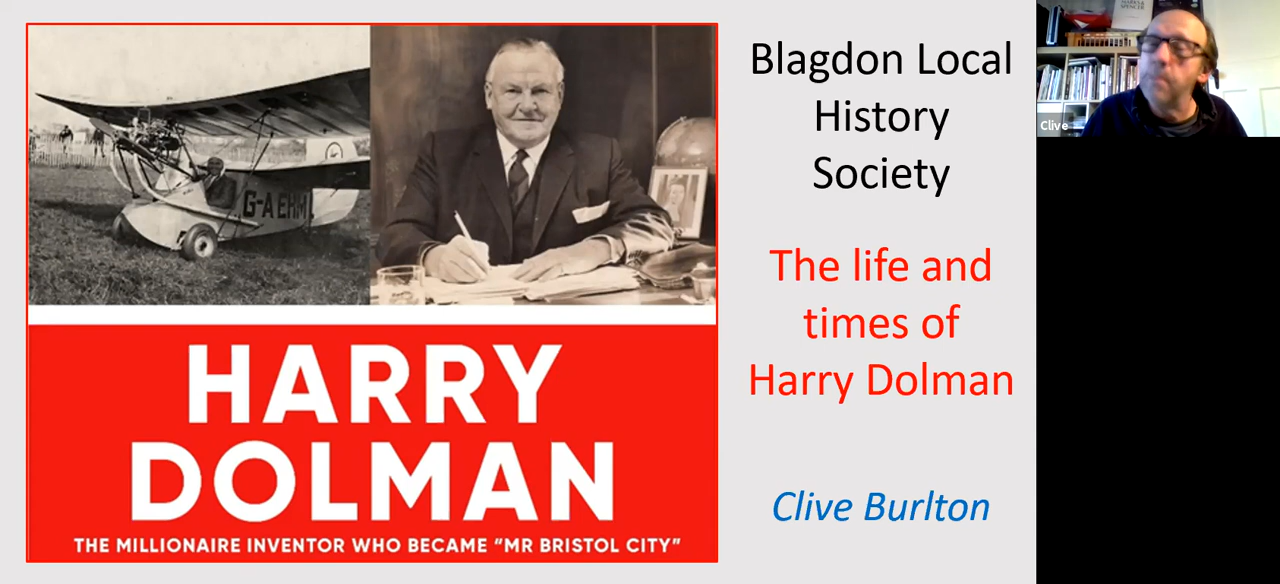 G-AEHM
HARRY
DOLMAN
THE MILLIONAIRE INVENTOR WHO BECAME “MR BRISTOL CITY”
Blagdon Local
History
Society
The life and
times of
Harry Dolman
Clive Burlton
SPENCER
Clive